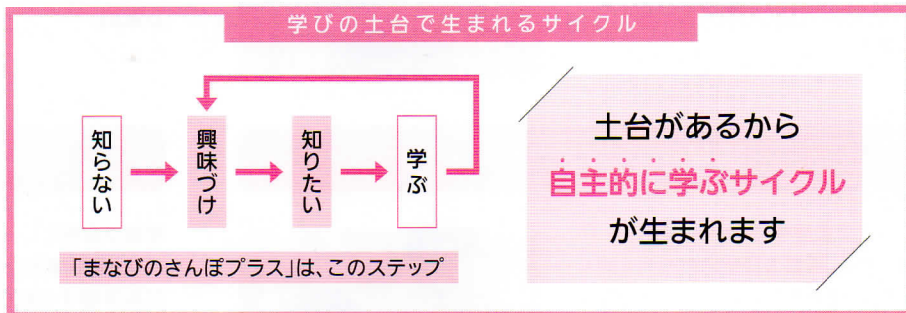 学びの土台で生まれるサイクル
知らない
興味づけ
知りたい
学ぶ
「まなびのさんぽプラス」は、このステップ
土台があるから
自主的に学ぶサイクル
が生まれます